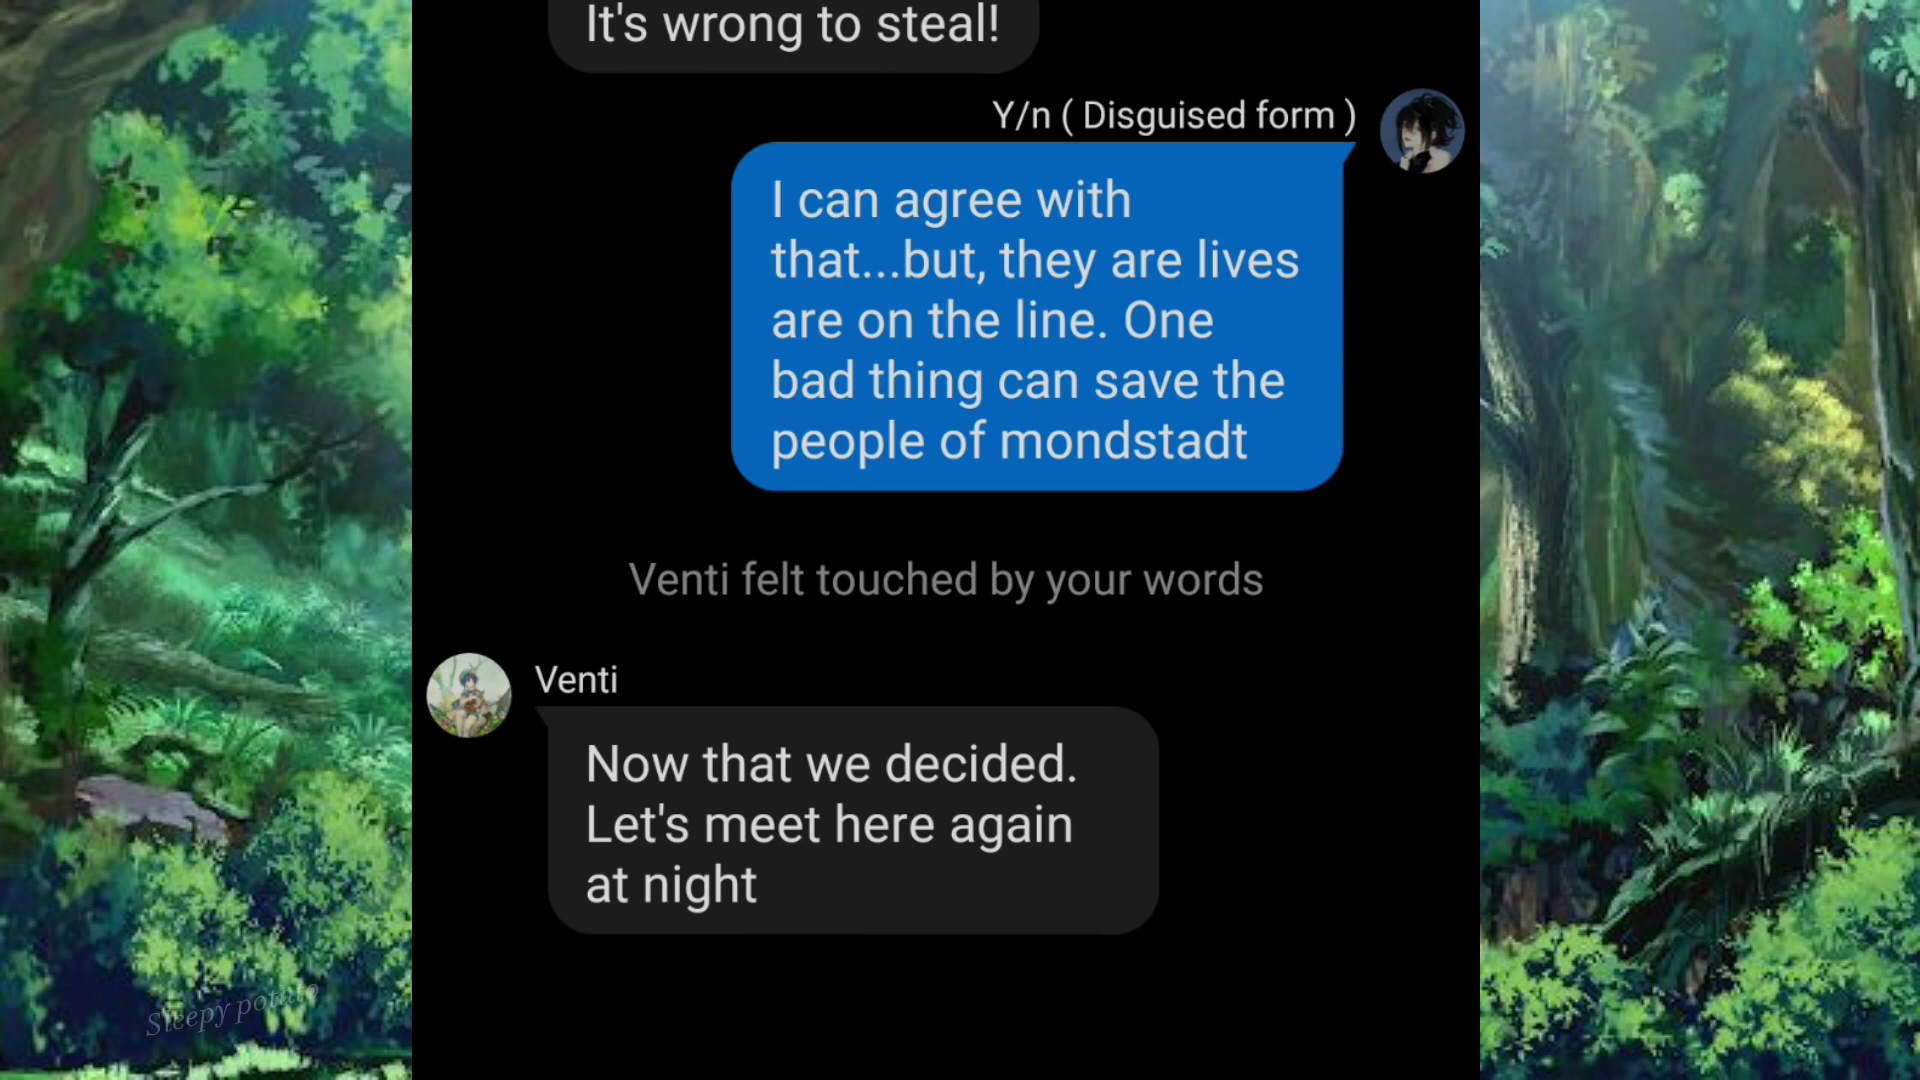 It's wrong to steal!
Y/n ( Disguised form )
I can agree with
that...but, they are lives
are on the line. One
bad thing can save the
people of mondstadt
Venti felt touched by your words
Venti
Now that we decided.
Let's meet here again
at night
Sleepy potato